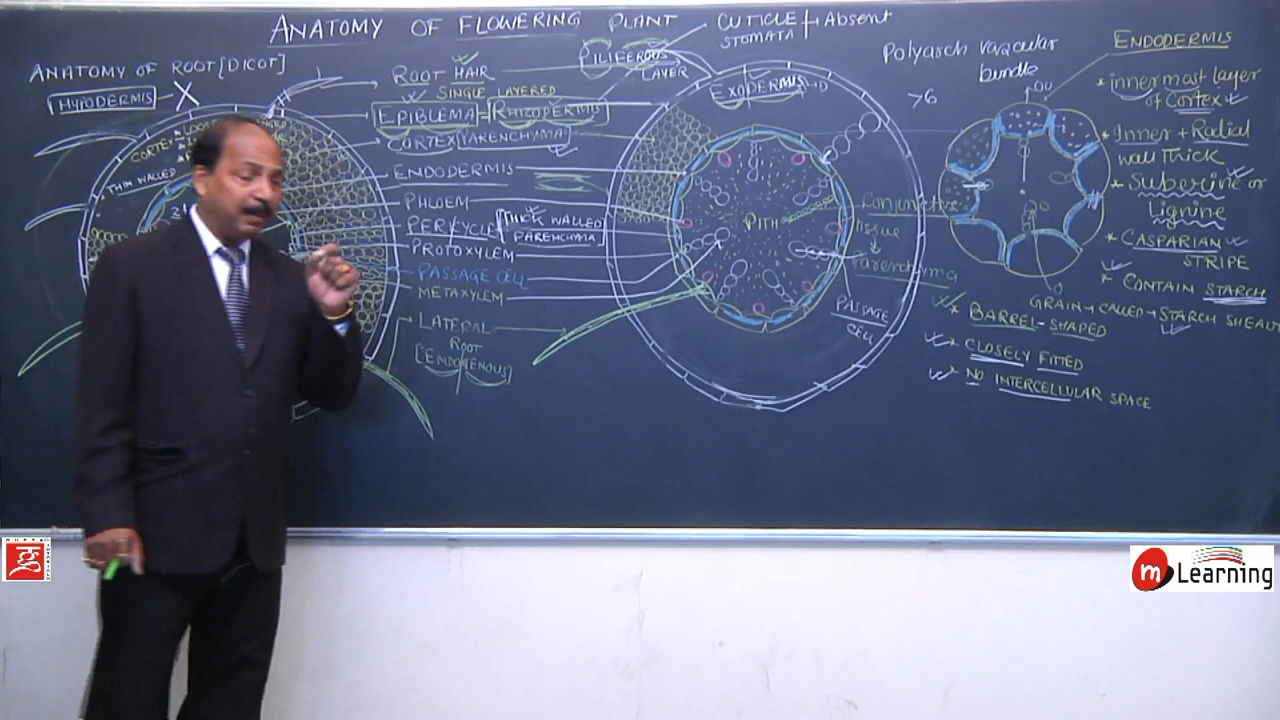 ANATOMY OF FLOWERING PLANT
CUTICLE
STOMATA
Absent
ANATOMY OF ROOT [DICOT]
HYPODERMIS X
CORTEX
THIN WALLED
ROOT HAIR
SINGLE LAYERED
EPIBLEMA = RHIZODERMIS
CORTEX PARENCHYMA
ENDODERMIS
PHLOEM
PERICYCLE
THICK WALLED
PARENCHYMA
PROTOXYLEM
PASSAGE CELL
METAXYLEM
LATERAL
ROOT
[ENDOGENOUS]
PILIFEROUS
LAYER
EXODERMIS
PITH
Conjunctive
tissue
Parenchyma
PASSAGE
CELL
Polyarch vascular
bundle
>6
ENDODERMIS
* inner most layer
of Cortex
* Inner + Radial
wall Thick
* Suberine or
Lignine
* CASPARIAN
STRIPE
* CONTAIN STARCH
GRAIN → CALLED → STARCH SHEATH
* BARREL-SHAPED
* CLOSELY FITTED
* NO INTERCELLULAR SPACE
GUPTA
m Learning